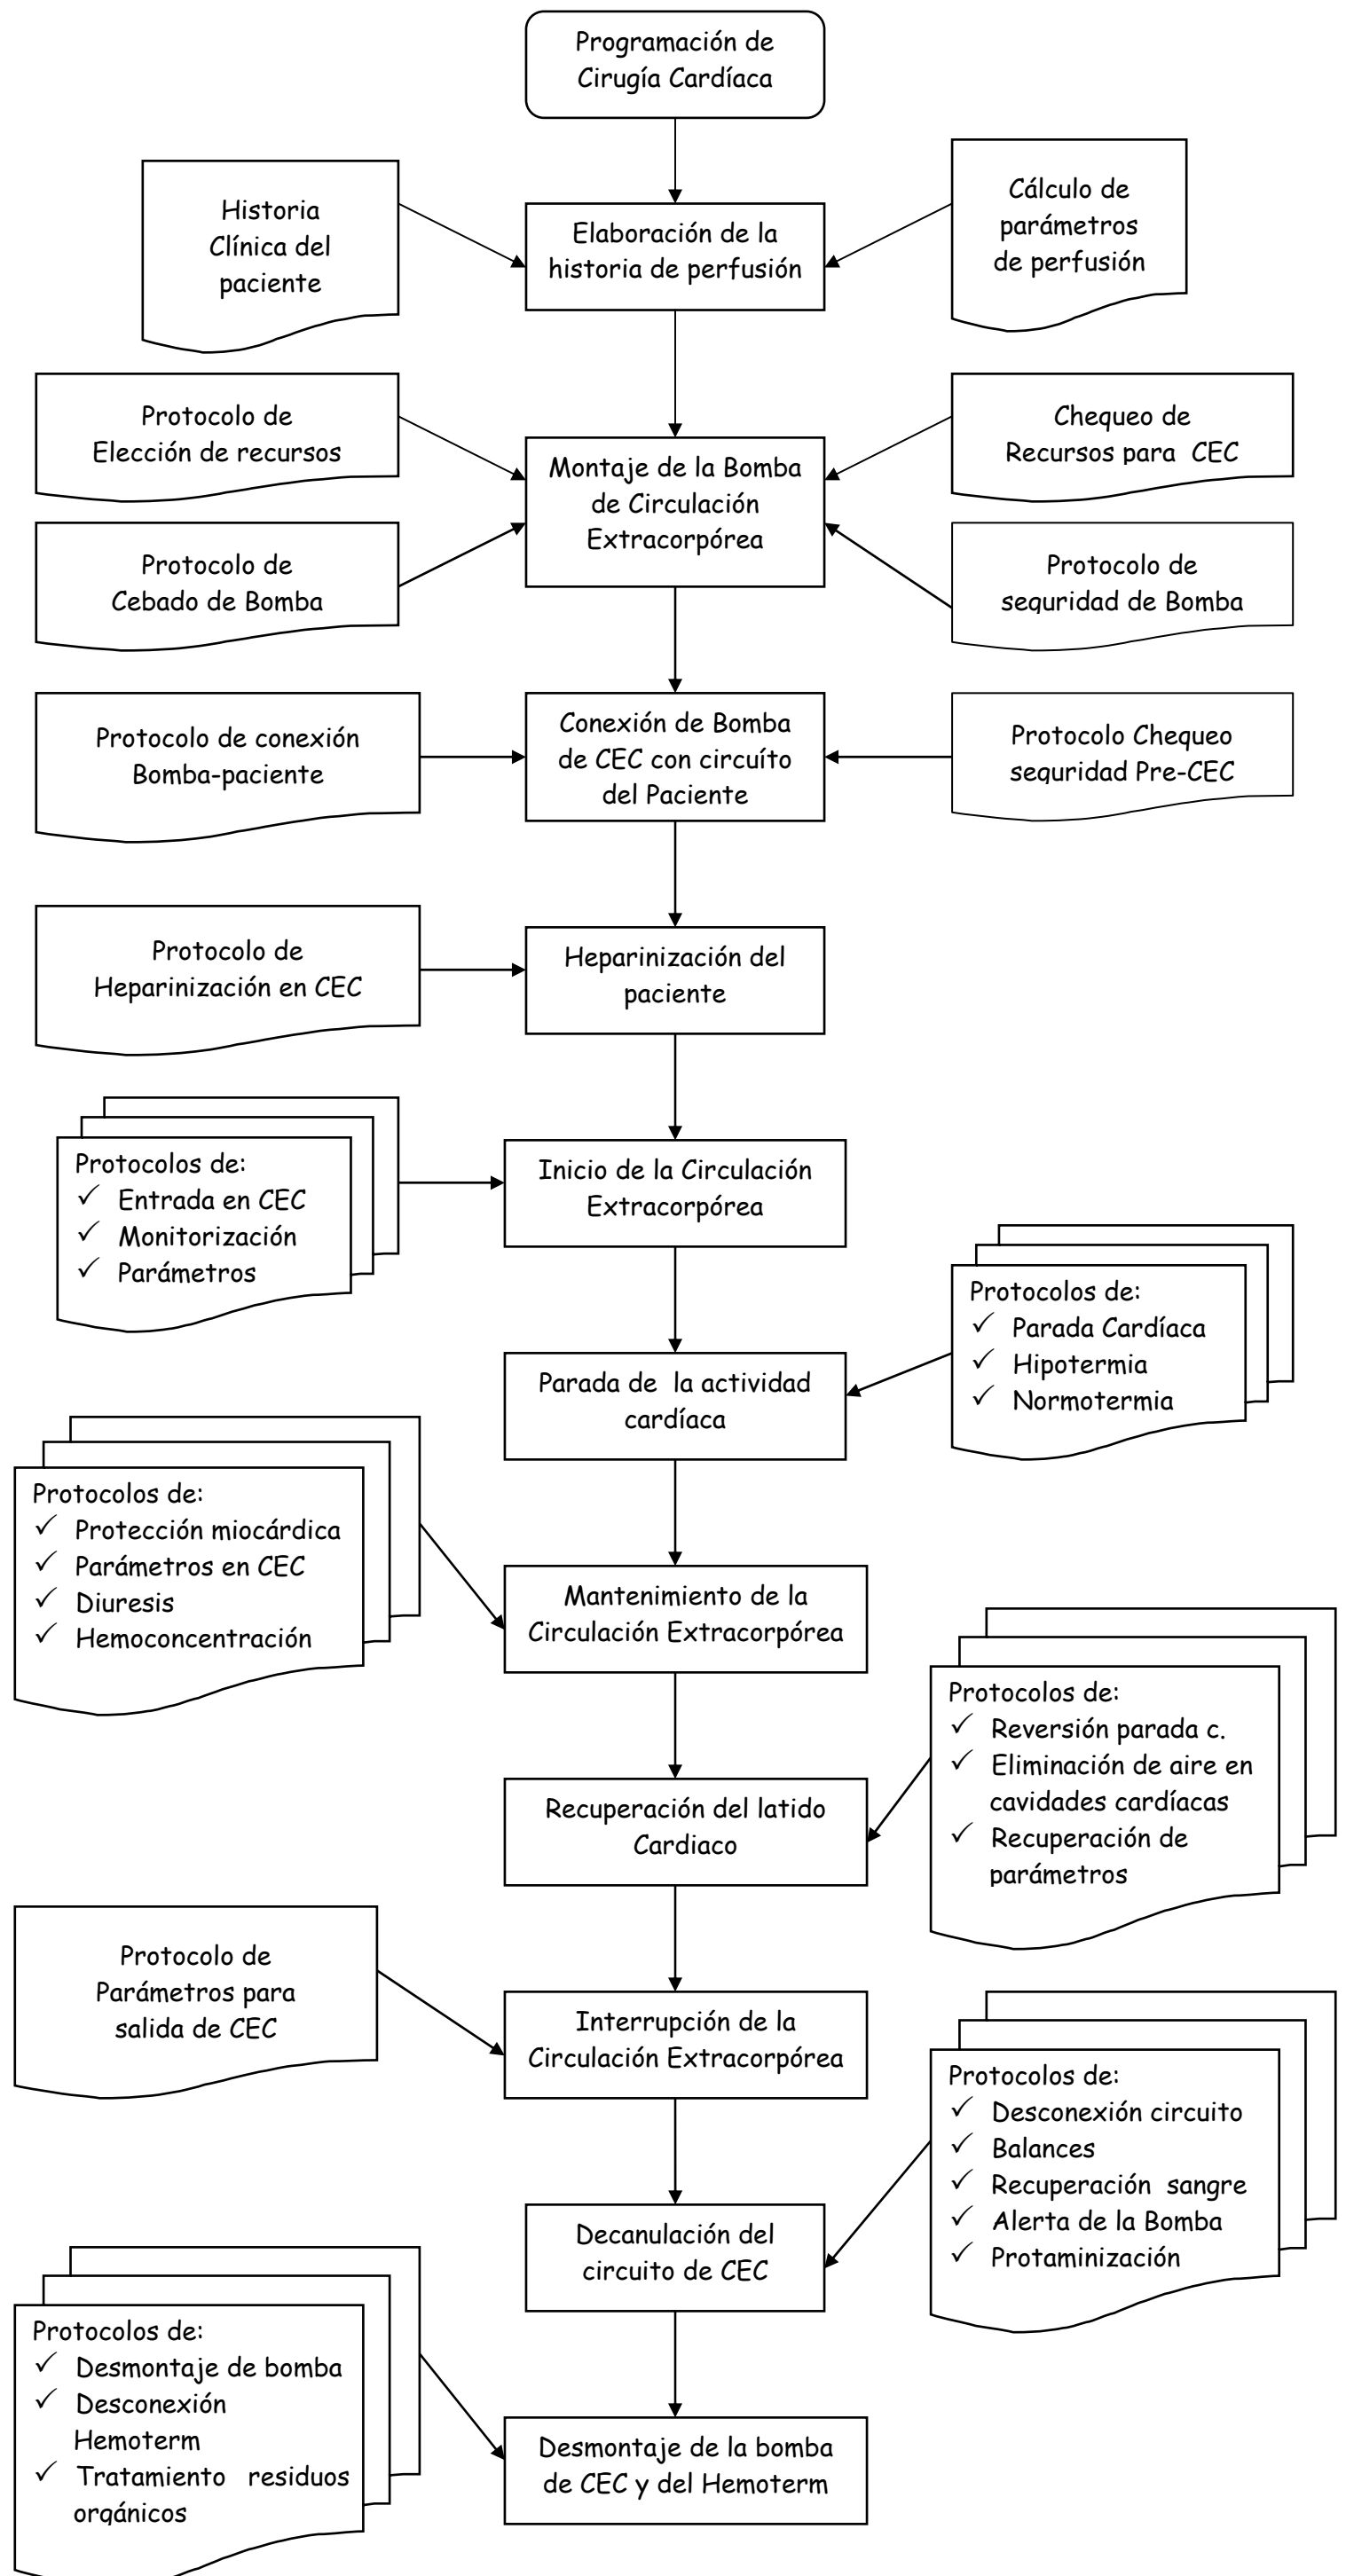 Programación de
Cirugía Cardíaca
Historia
Clínica del
paciente
Elaboración de la
historia de perfusión
Cálculo de
parámetros
de perfusión
Protocolo de
Elección de recursos
Montaje de la Bomba
de Circulación
Extracorpórea
Chequeo de
Recursos para CEC
Protocolo de
Cebado de Bomba
Protocolo de
seguridad de Bomba
Protocolo de conexión
Bomba-paciente
Conexión de Bomba
de CEC con circuíto
del Paciente
Protocolo Chequeo
seguridad Pre-CEC
Protocolo de
Heparinización en CEC
Heparinización del
paciente
Protocolos de:
✓ Entrada en CEC
✓ Monitorización
✓ Parámetros
Inicio de la Circulación
Extracorpórea
Protocolos de:
✓ Parada Cardíaca
✓ Hipotermia
✓ Normotermia
Parada de la actividad
cardíaca
Protocolos de:
✓ Protección miocárdica
✓ Parámetros en CEC
✓ Diuresis
✓ Hemoconcentración
Mantenimiento de la
Circulación Extracorpórea
Protocolos de:
✓ Reversión parada c.
✓ Eliminación de aire en
cavidades cardíacas
✓ Recuperación de
parámetros
Recuperación del latido
Cardiaco
Protocolo de
Parámetros para
salida de CEC
Interrupción de la
Circulación Extracorpórea
Protocolos de:
✓ Desconexión circuito
✓ Balances
✓ Recuperación sangre
✓ Alerta de la Bomba
✓ Protaminización
Decanulación del
circuito de CEC
Protocolos de:
✓ Desmontaje de bomba
✓ Desconexión
Hemoterm
✓ Tratamiento residuos
orgánicos
Desmontaje de la bomba
de CEC y del Hemoterm